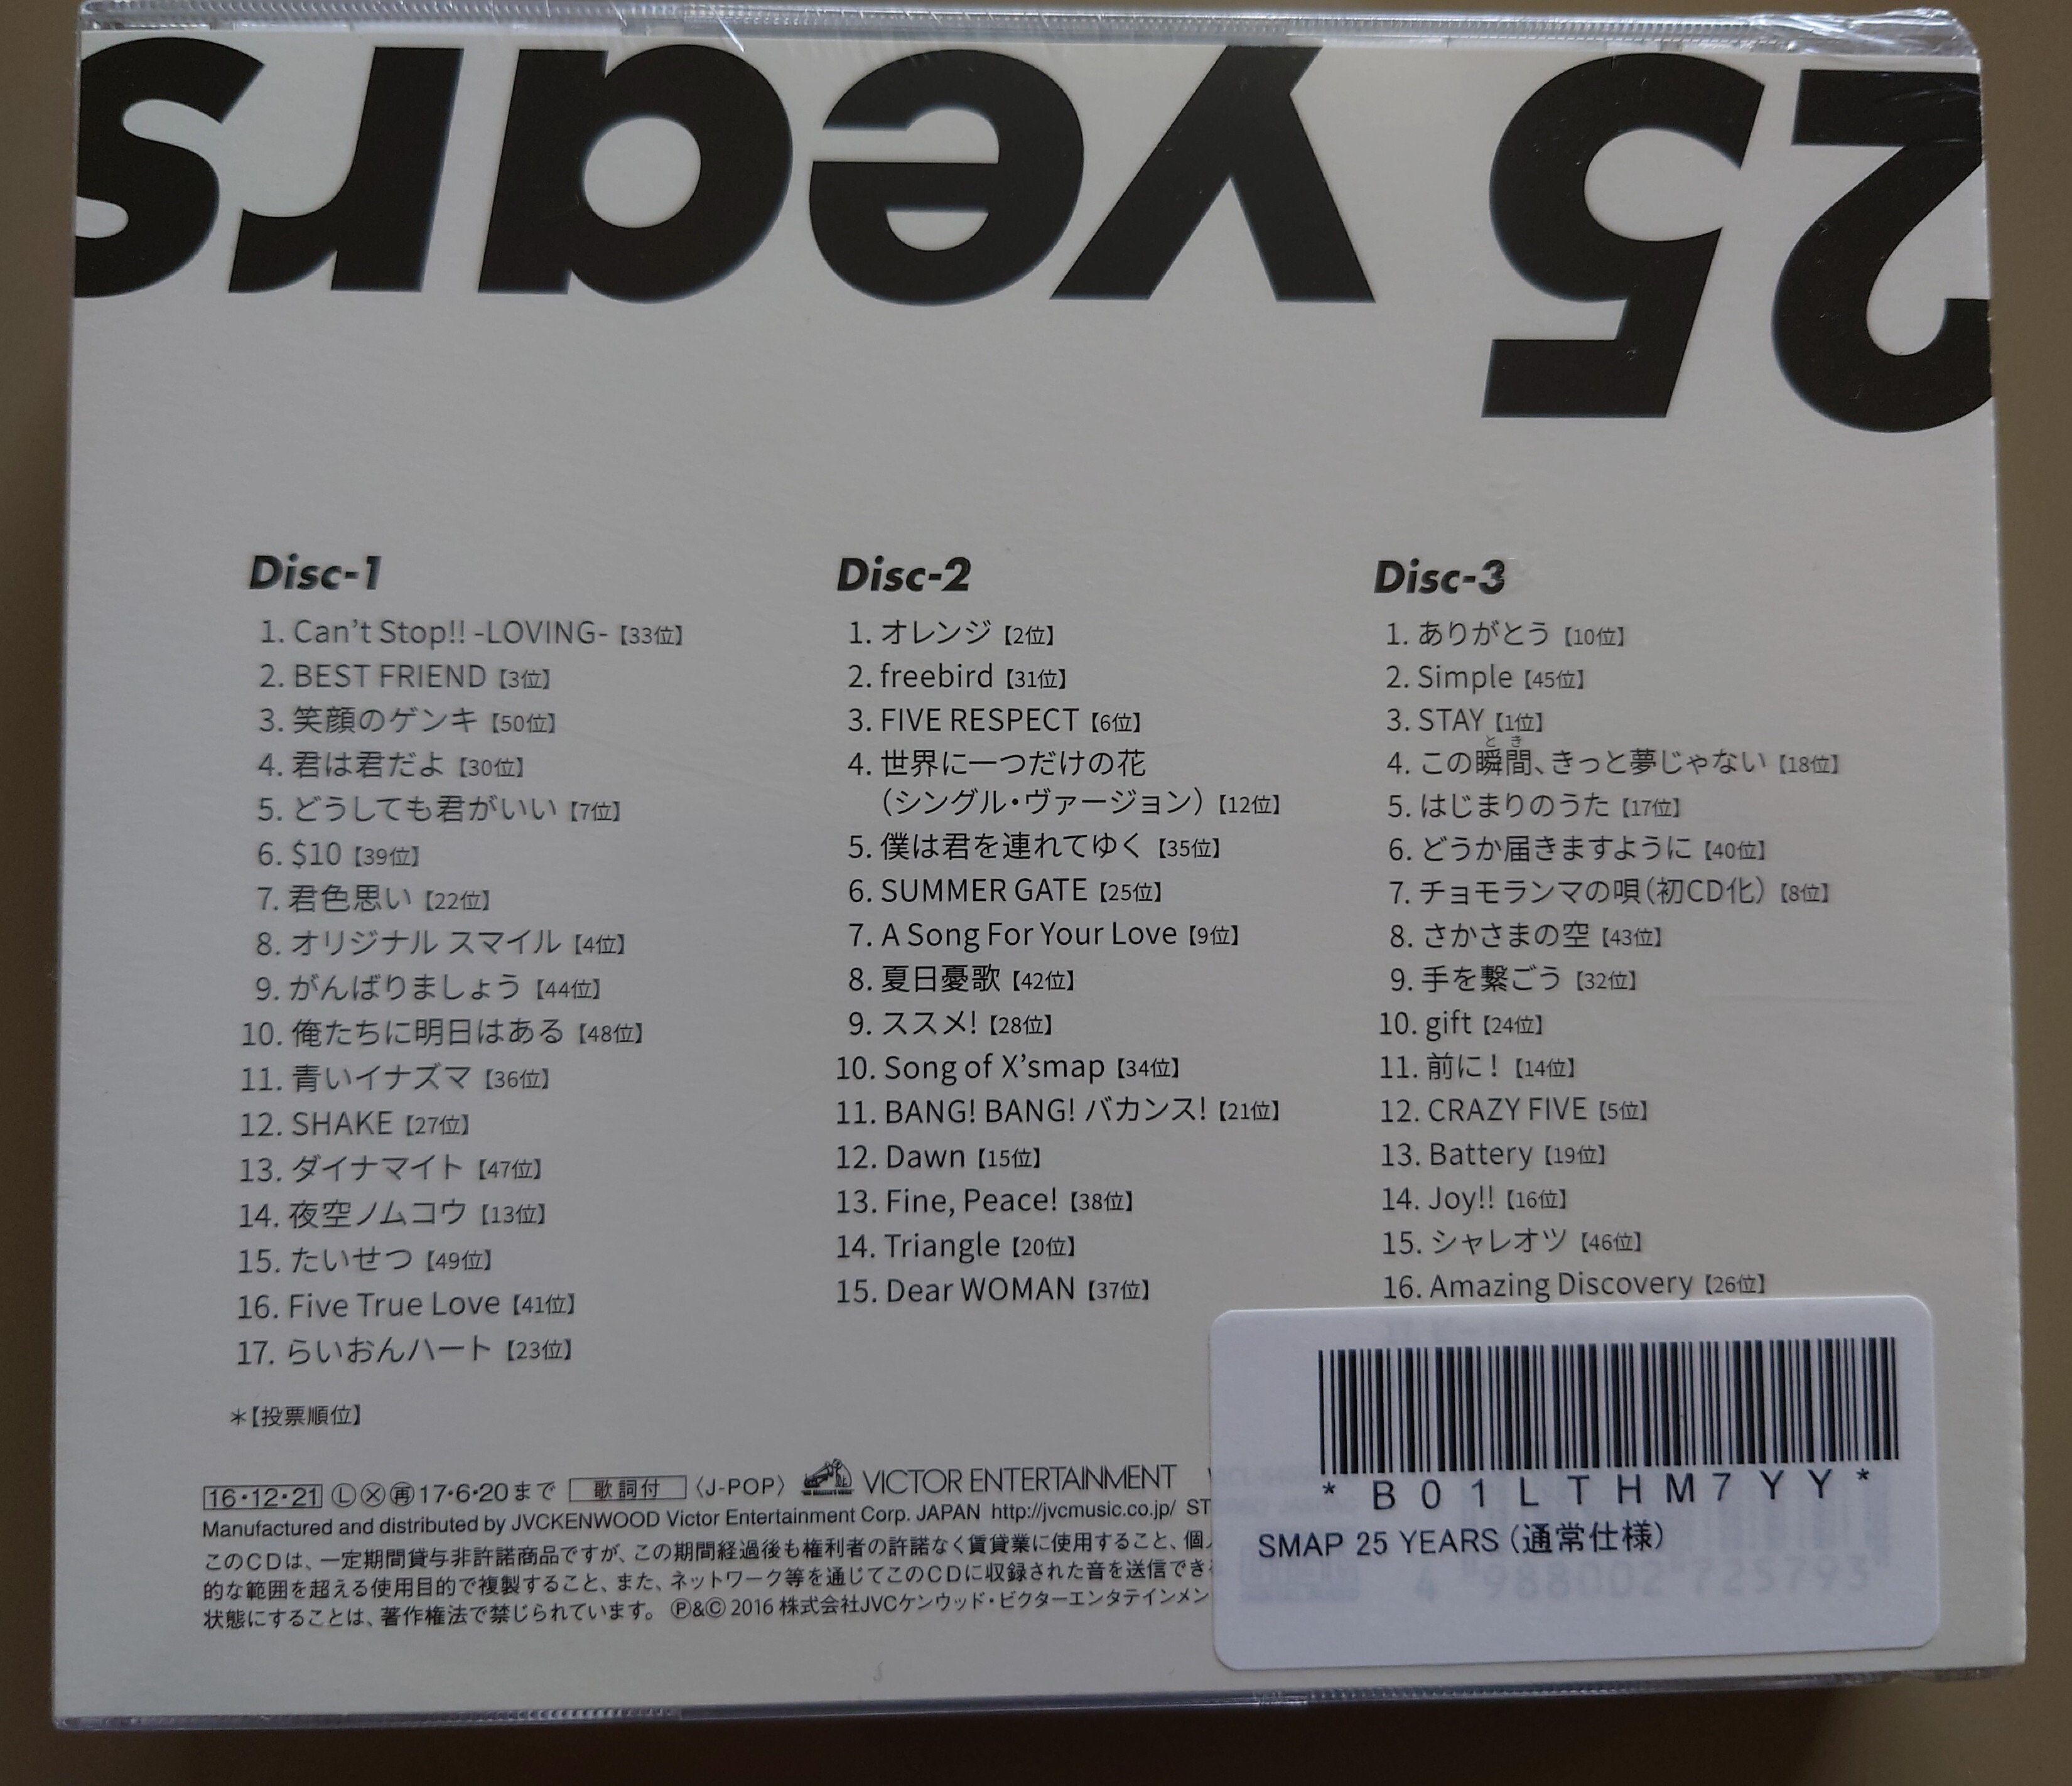 25 years
Disc-1
1. Can't Stop!! -LOVING-【33位】
2. BEST FRIEND【3位】
3. 笑顔のゲンキ【50位】
4. 君は君だよ【30位】
5. どうしても君がいい【7位】
6. $10【39位】
7. 君色思い【22位】
8. オリジナル スマイル【4位】
9. がんばりましょう【44位】
10. 俺たちに明日はある【48位】
11. 青いイナズマ【36位】
12. SHAKE【27位】
13. ダイナマイト【47位】
14. 夜空ノムコウ【13位】
15. たいせつ【49位】
16. Five True Love【41位】
17. らいおんハート【23位】
Disc-2
1. オレンジ【2位】
2. freebird【31位】
3. FIVE RESPECT【6位】
4. 世界に一つだけの花
（シングル・ヴァージョン）【12位】
5. 僕は君を連れてゆく【35位】
6. SUMMER GATE【25位】
7. A Song For Your Love【9位】
8. 夏日憂歌【42位】
9. ススメ!【28位】
10. Song of X'smap【34位】
11. BANG! BANG! バカンス!【21位】
12. Dawn【15位】
13. Fine, Peace!【38位】
14. Triangle【20位】
15. Dear WOMAN【37位】
Disc-3
1. ありがとう【10位】
2. Simple【45位】
3. STAY【1位】
とき
4. この瞬間、きっと夢じゃない【18位】
5. はじまりのうた【17位】
6. どうか届きますように【40位】
7. チョモランマの唄（初CD化）【8位】
8. さかさまの空【43位】
9. 手を繋ごう【32位】
10. gift【24位】
11. 前に！【14位】
12. CRAZY FIVE【5位】
13. Battery【19位】
14. Joy!!【16位】
15. シャレオツ【46位】
16. Amazing Discovery【26位】
＊【投票順位】
16・12・21 Ⓛ Ⓧ ㊞17・6・20まで 歌詞付 〈J-POP〉 VICTOR ENTERTAINMENT
Manufactured and distributed by JVCKENWOOD Victor Entertainment Corp. JAPAN http://jvcmusic.co.jp/ ST
このCDは、一定期間貸与非許諾商品ですが、この期間経過後も権利者の許諾なく賃貸業に使用すること、個
的な範囲を超える使用目的で複製すること、また、ネットワーク等を通じてこのCDに収録された音を送信でき
状態にすることは、著作権法で禁じられています。 Ⓟ&Ⓒ 2016 株式会社JVCケンウッド・ビクターエンタテインメン
*B01LTHM7YY*
SMAP 25 YEARS（通常仕様）